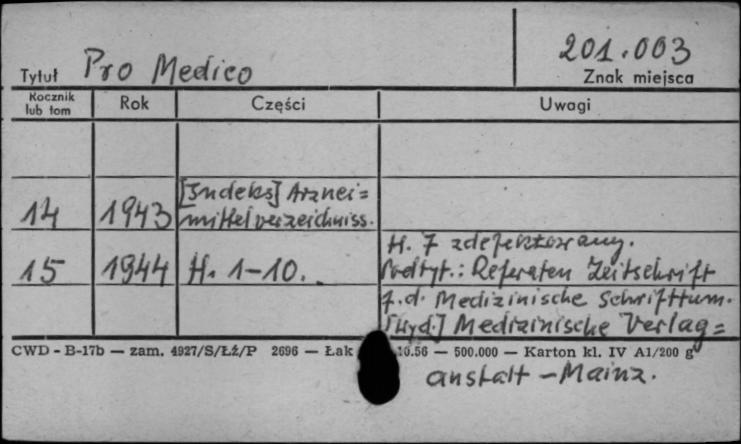 201.003
Tytuł Pro Medico
Znak miejsca
Rocznik lub tom Rok Części Uwagi
[Indeks] Arznei=
14 1943 mittelverzeichniss.
H. 7 zdefektowany.
15 1944 H. 1-10. Podtyt.: Referaten Zeitschrift
f.d. Medizinische Schrifttum.
[Wyd.] Medizinische Verlag=
CWD - B-17b — zam. 4927/S/Łź/P 2696 — Łak 10.56 — 500.000 — Karton kl. IV A1/200 g
anstalt - Mainz.